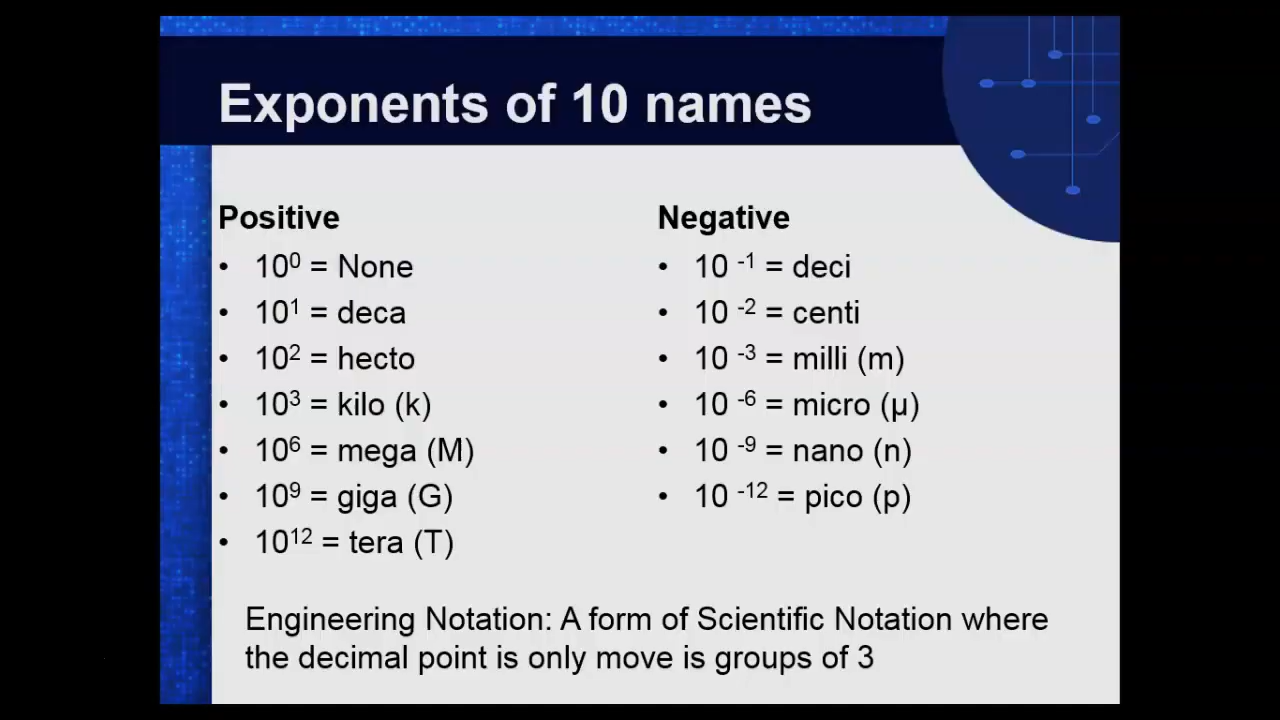 Exponents of 10 names
Positive
• 10⁰ = None
• 10¹ = deca
• 10² = hecto
• 10³ = kilo (k)
• 10⁶ = mega (M)
• 10⁹ = giga (G)
• 10¹² = tera (T)
Negative
• 10 ⁻¹ = deci
• 10 ⁻² = centi
• 10 ⁻³ = milli (m)
• 10 ⁻⁶ = micro (µ)
• 10 ⁻⁹ = nano (n)
• 10 ⁻¹² = pico (p)
Engineering Notation: A form of Scientific Notation where
the decimal point is only move is groups of 3